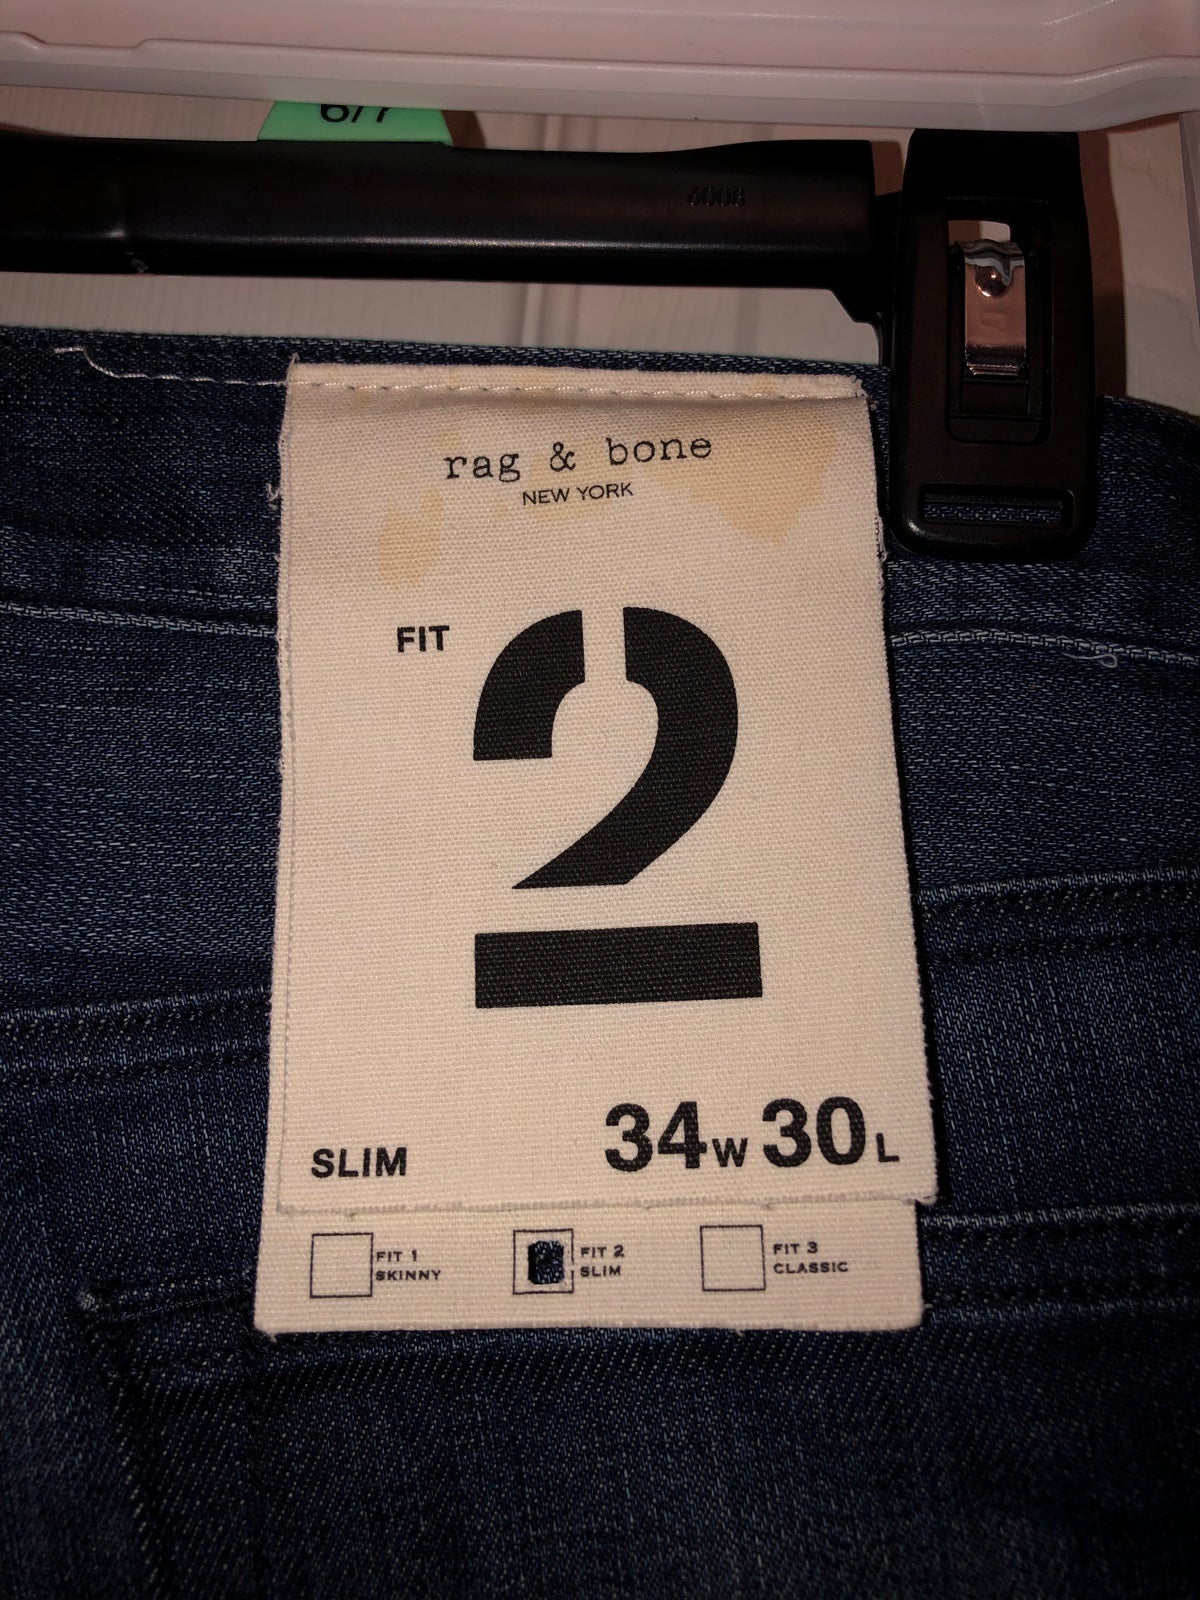 6/7
6008
rag & bone
NEW YORK
FIT
2
SLIM
34W 30L
FIT 1
SKINNY
FIT 2
SLIM
FIT 3
CLASSIC